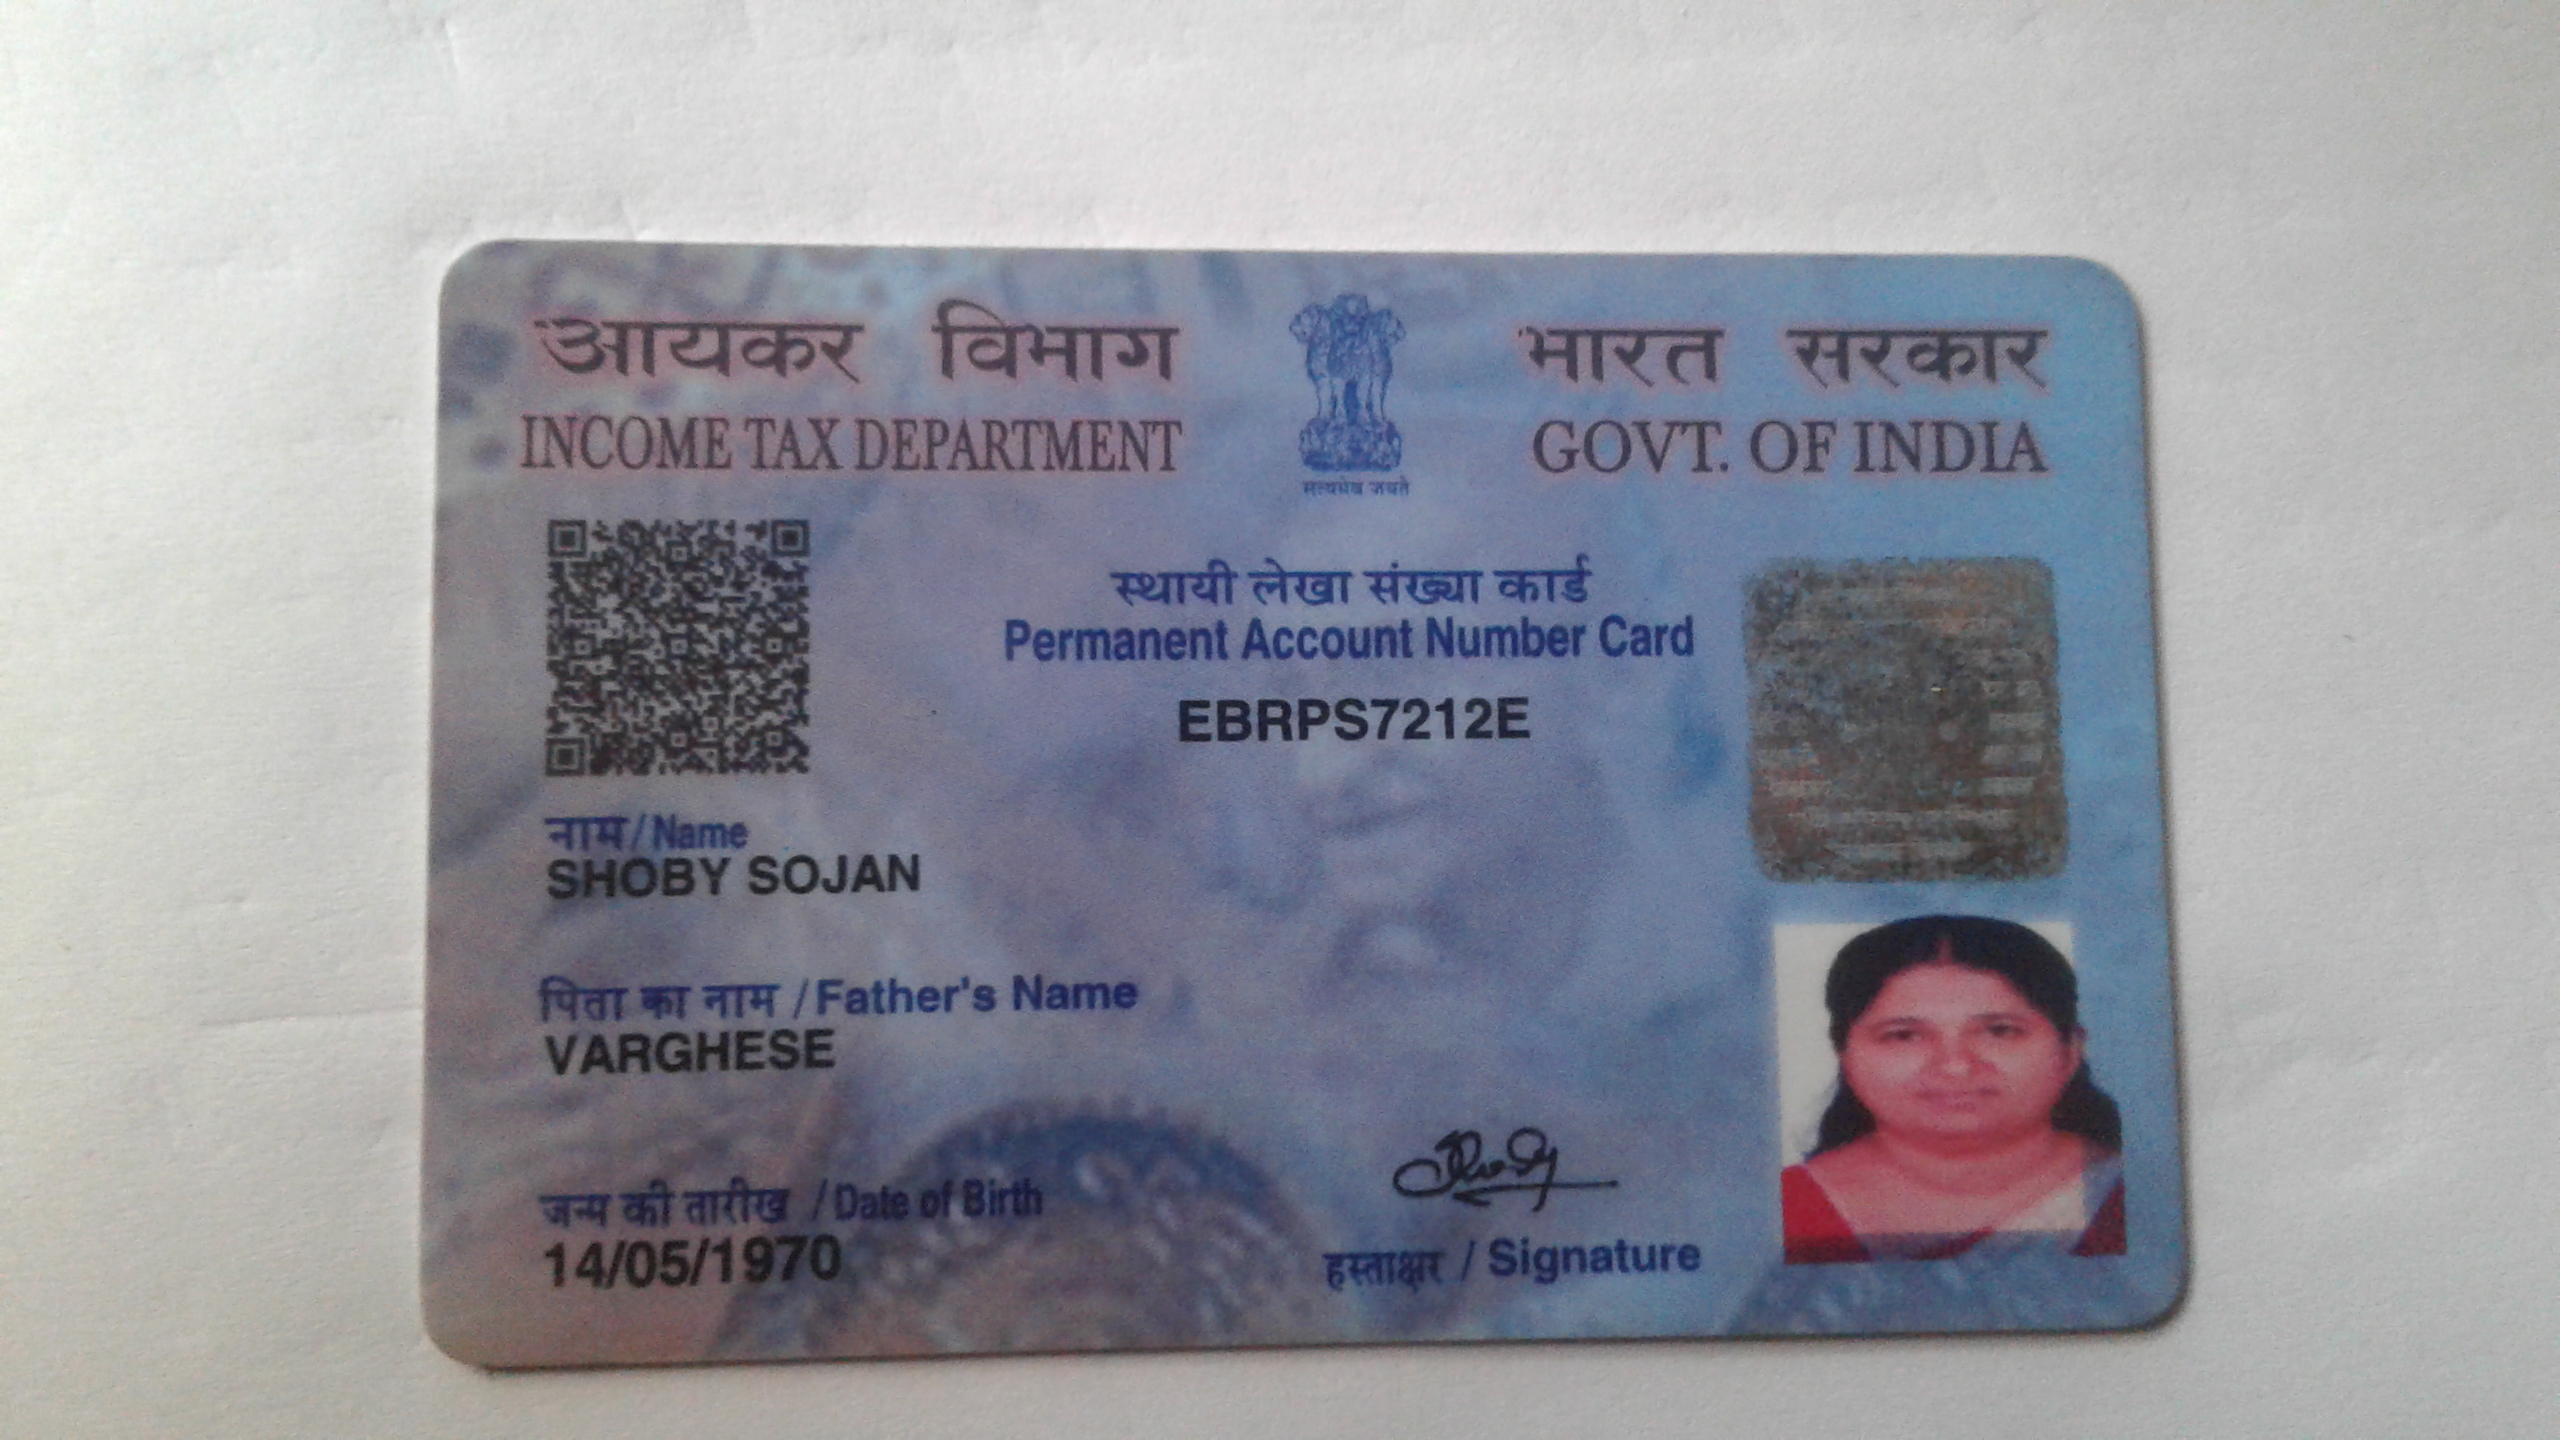 आयकर विभाग
INCOME TAX DEPARTMENT
भारत सरकार
GOVT. OF INDIA
सत्यमेव जयते
स्थायी लेखा संख्या कार्ड
Permanent Account Number Card
EBRPS7212E
नाम / Name
SHOBY SOJAN
पिता का नाम / Father's Name
VARGHESE
जन्म की तारीख / Date of Birth
14/05/1970
हस्ताक्षर / Signature